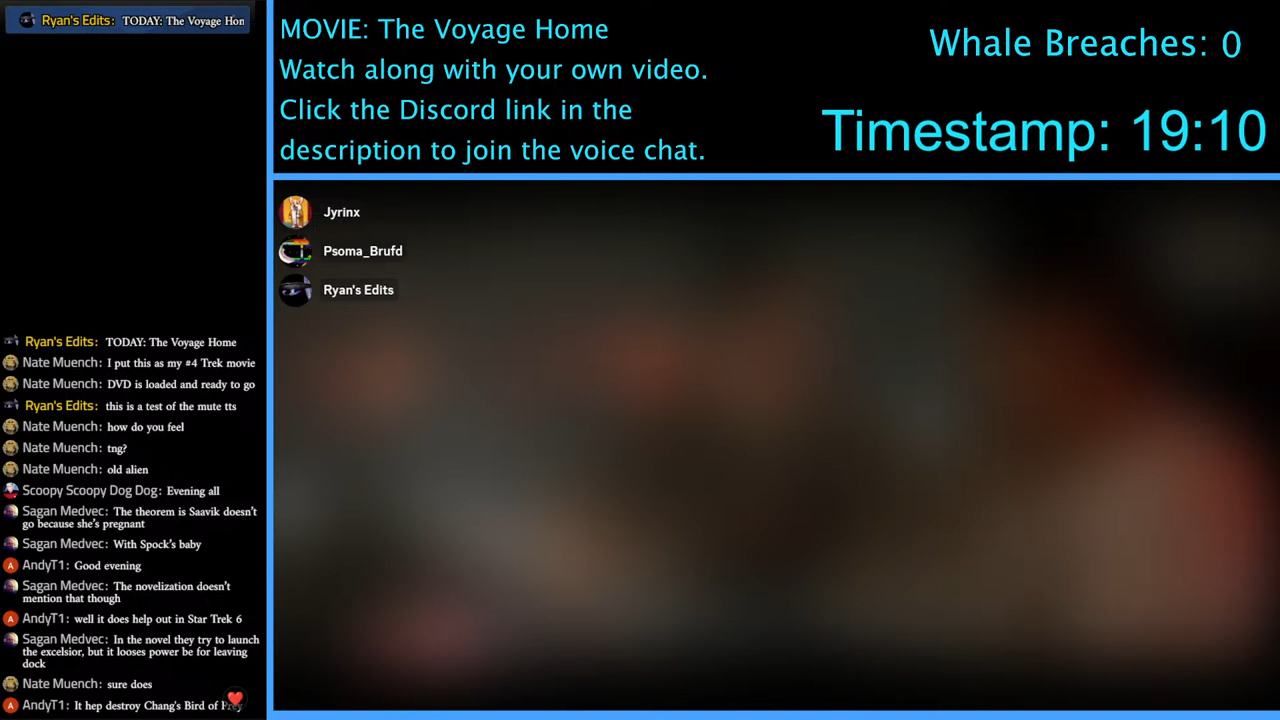 Ryan's Edits: TODAY: The Voyage Hon
MOVIE: The Voyage Home
Watch along with your own video.
Click the Discord link in the
description to join the voice chat.
Whale Breaches: 0
Timestamp: 19:10
Jyrinx
Psoma_Brufd
Ryan's Edits
Ryan's Edits: TODAY: The Voyage Home
Nate Muench: I put this as my #4 Trek movie
Nate Muench: DVD is loaded and ready to go
Ryan's Edits: this is a test of the mute tts
Nate Muench: how do you feel
Nate Muench: tng?
Nate Muench: old alien
Scoopy Scoopy Dog Dog: Evening all
Sagan Medvec: The theorem is Saavik doesn't
go because she's pregnant
Sagan Medvec: With Spock's baby
A AndyT1: Good evening
Sagan Medvec: The novelization doesn't
mention that though
A AndyT1: well it does help out in Star Trek 6
Sagan Medvec: In the novel they try to launch
the excelsior, but it looses power be for leaving
dock
Nate Muench: sure does
A AndyT1: It hep destroy Chang's Bird of Prey